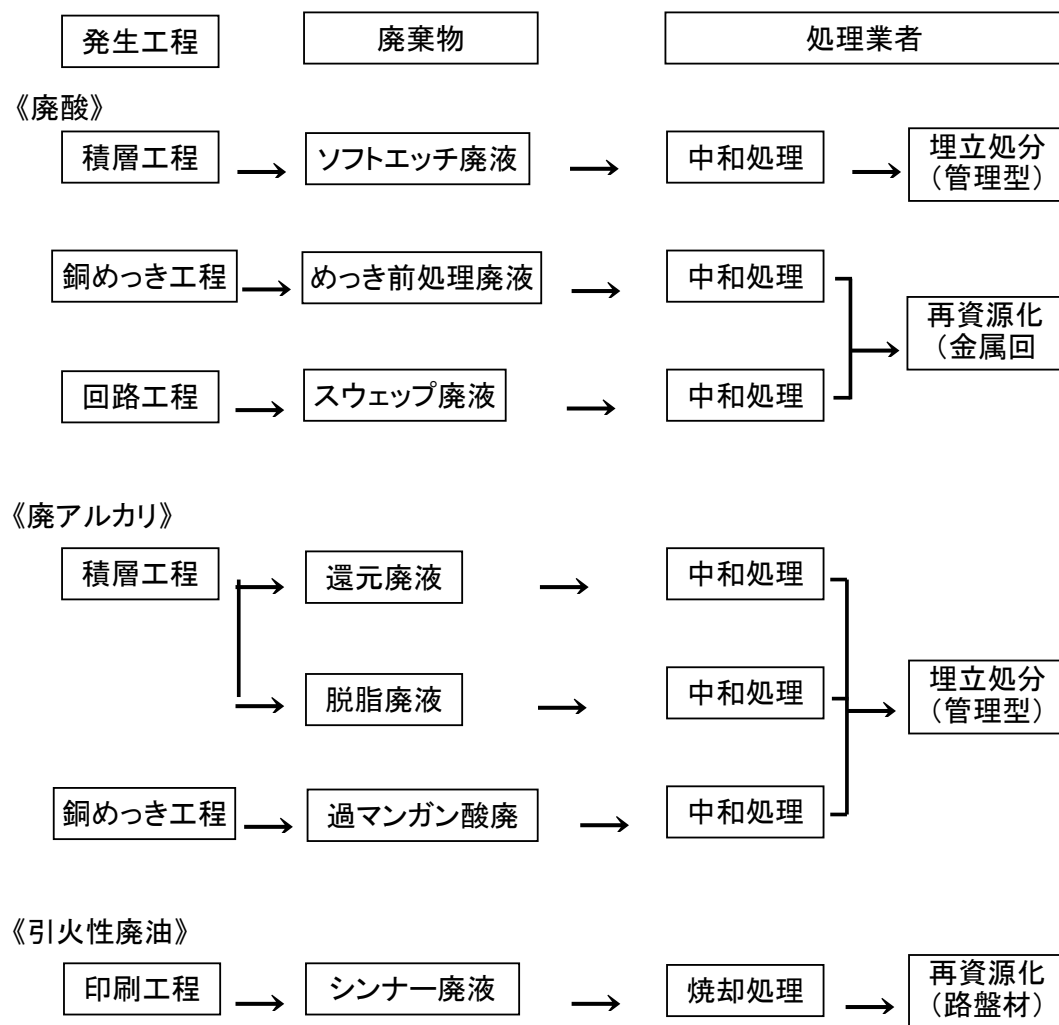 発生工程 廃棄物 処理業者
《廃酸》
積層工程 ソフトエッチ廃液 中和処理 埋立処分
（管理型）
銅めっき工程 めっき前処理廃液 中和処理
再資源化
（金属回
回路工程 スウェップ廃液 中和処理
《廃アルカリ》
積層工程 還元廃液 中和処理
脱脂廃液 中和処理 埋立処分
（管理型）
銅めっき工程 過マンガン酸廃 中和処理
《引火性廃油》
印刷工程 シンナー廃液 焼却処理 再資源化
（路盤材）